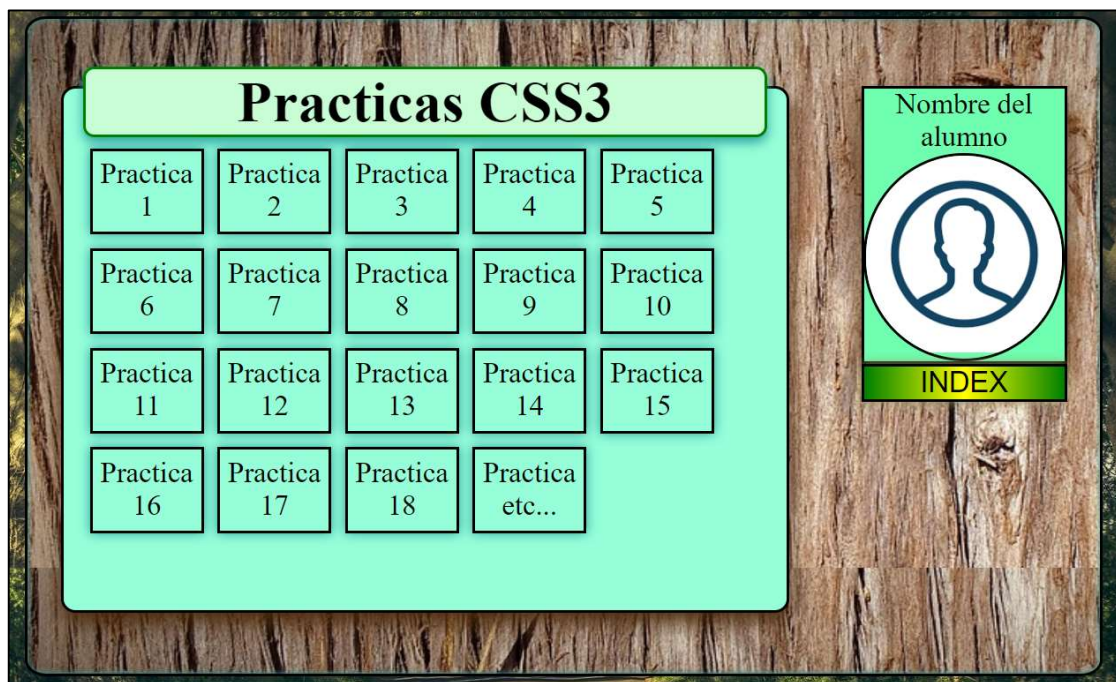 Practicas CSS3
Practica
1
Practica
2
Practica
3
Practica
4
Practica
5
Practica
6
Practica
7
Practica
8
Practica
9
Practica
10
Practica
11
Practica
12
Practica
13
Practica
14
Practica
15
Practica
16
Practica
17
Practica
18
Practica
etc...
Nombre del
alumno
INDEX